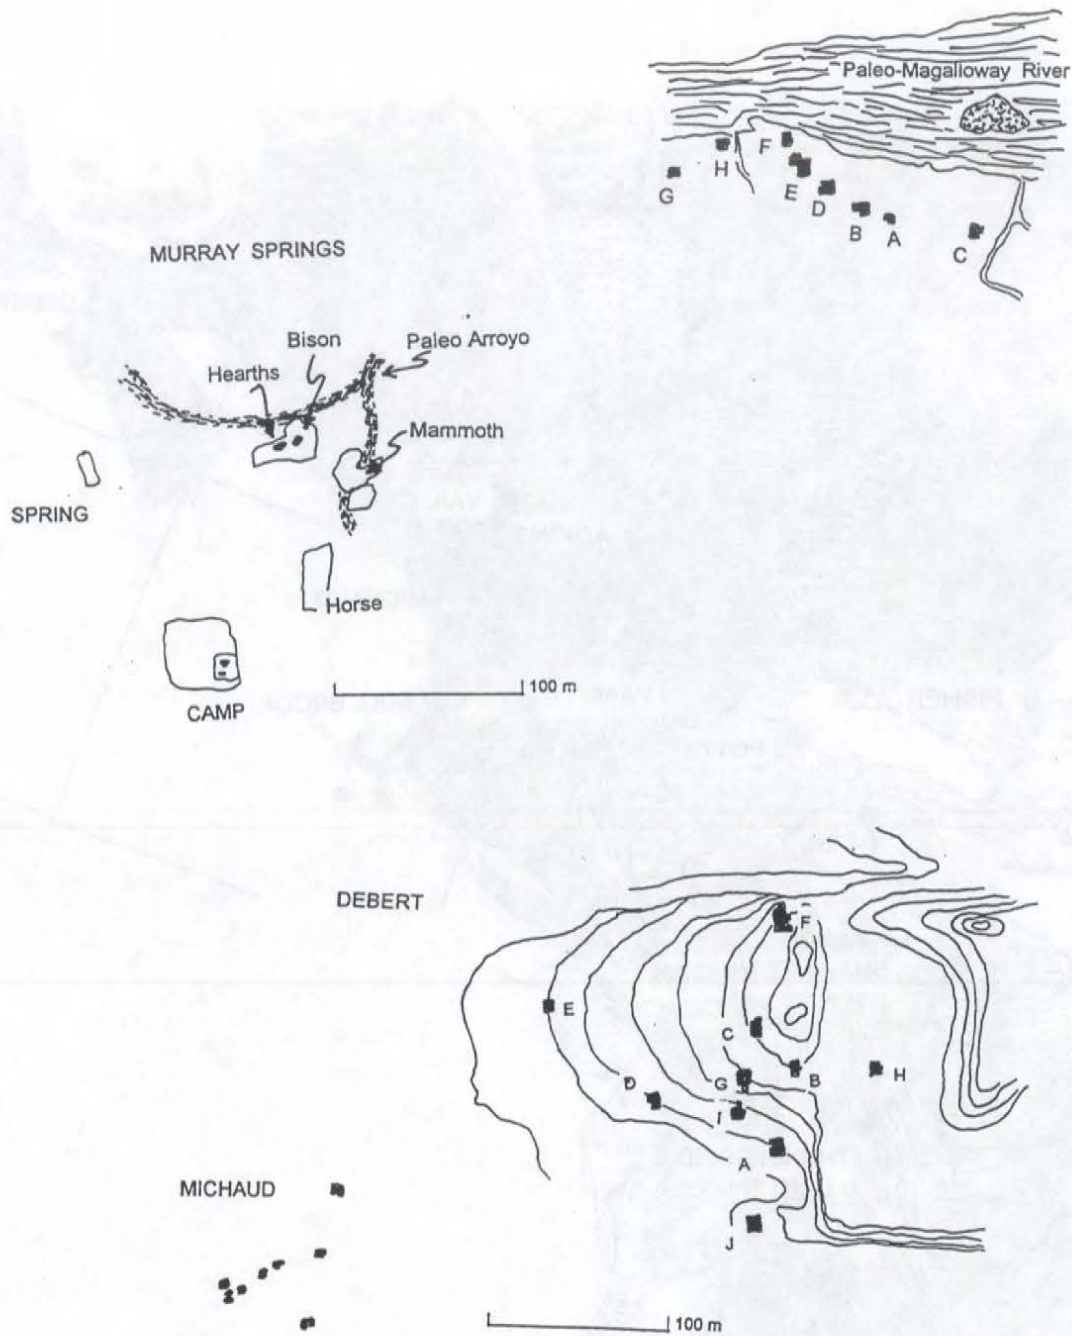 Paleo-Magalloway River
F
H
G
E
D
B
A
C
MURRAY SPRINGS
Bison
Paleo Arroyo
Hearths
Mammoth
SPRING
Horse
100 m
CAMP
DEBERT
F
E
C
B
H
D
G
I
A
MICHAUD
J
100 m